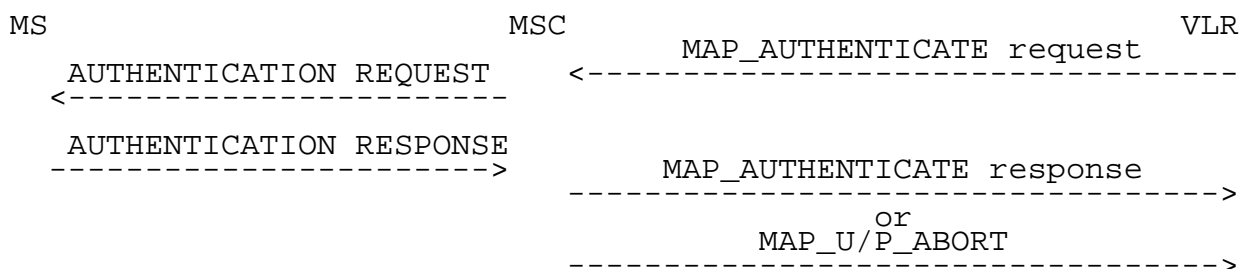 MS MSC VLR
MAP_AUTHENTICATE request
AUTHENTICATION REQUEST
AUTHENTICATION RESPONSE
MAP_AUTHENTICATE response
or
MAP_U/P_ABORT